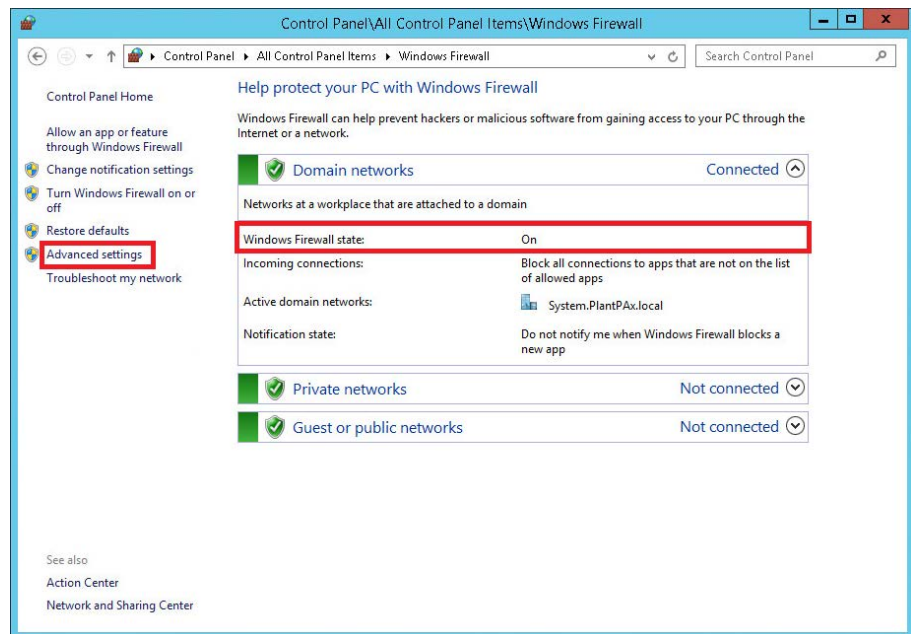 Control Panel\All Control Panel Items\Windows Firewall
Control Panel ▸ All Control Panel Items ▸ Windows Firewall
Search Control Panel
Control Panel Home
Allow an app or feature
through Windows Firewall
Change notification settings
Turn Windows Firewall on or
off
Restore defaults
Advanced settings
Troubleshoot my network
See also
Action Center
Network and Sharing Center
Help protect your PC with Windows Firewall
Windows Firewall can help prevent hackers or malicious software from gaining access to your PC through the
Internet or a network.
Domain networks Connected
Networks at a workplace that are attached to a domain
Windows Firewall state: On
Incoming connections: Block all connections to apps that are not on the list
of allowed apps
Active domain networks: System.PlantPAx.local
Notification state: Do not notify me when Windows Firewall blocks a
new app
Private networks Not connected
Guest or public networks Not connected